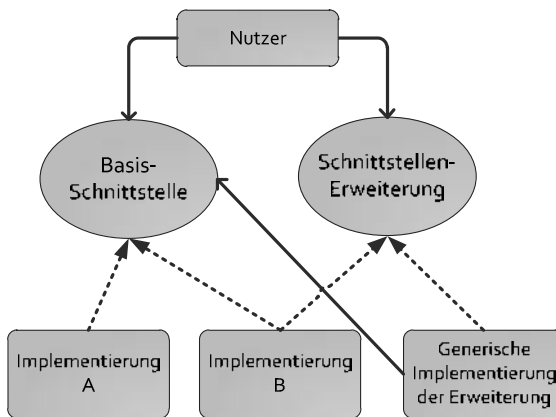 Nutzer
Basis-
Schnittstelle
Schnittstellen-
Erweiterung
Implementierung
A
Implementierung
B
Generische
Implementierung
der Erweiterung